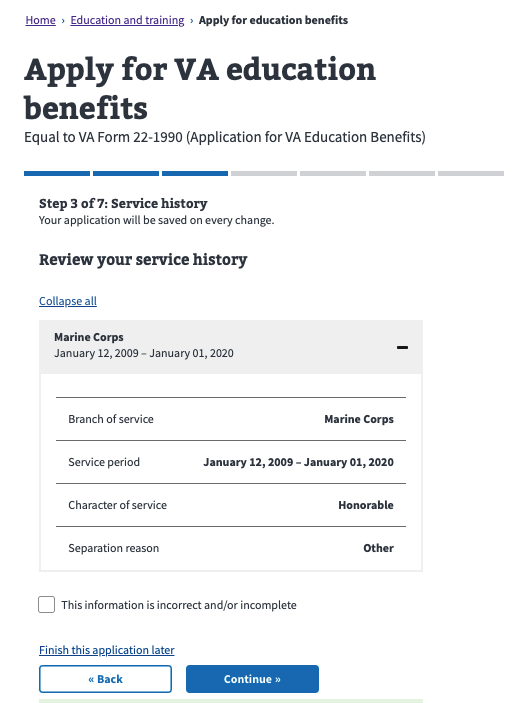 Home › Education and training › Apply for education benefits
Apply for VA education
benefits
Equal to VA Form 22-1990 (Application for VA Education Benefits)
Step 3 of 7: Service history
Your application will be saved on every change.
Review your service history
Collapse all
Marine Corps
January 12, 2009 – January 01, 2020
Branch of service Marine Corps
Service period January 12, 2009 – January 01, 2020
Character of service Honorable
Separation reason Other
This information is incorrect and/or incomplete
Finish this application later
« Back Continue »